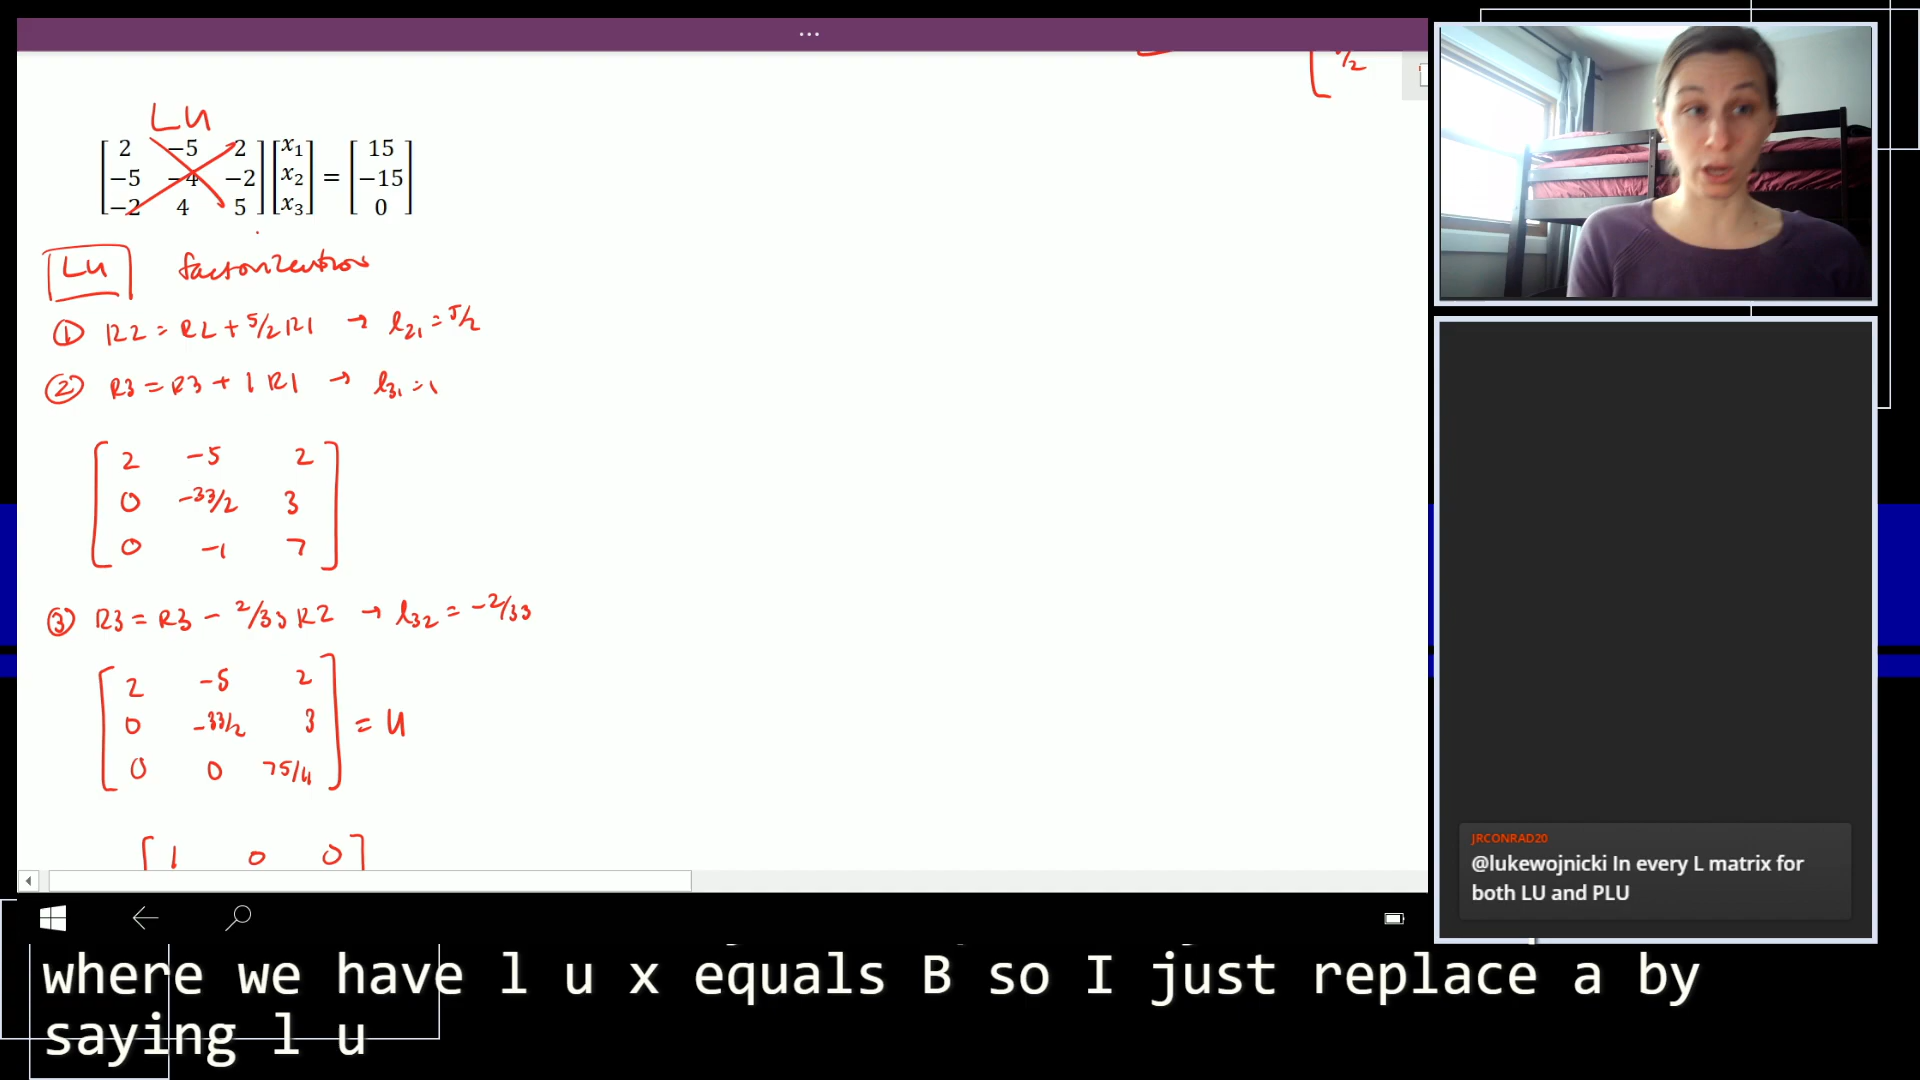 ...
LU
[2 -5 2] [x₁] [15]
[-5 -4 -2] [x₂] = [-15]
[-2 4 5] [x₃] [0]
LU factorization
① R2 = R2 + 5/2 R1 → l₂₁ = 5/2
② R3 = R3 + 1 R1 → l₃₁ = 1
[2 -5 2]
[0 -33/2 3]
[0 -1 7]
③ R3 = R3 - 2/33 R2 → l₃₂ = -2/33
[2 -5 2]
[0 -33/2 3] = U
[0 0 75/4]
[1 0 0]
JRCONRAD20
@lukewojnicki In every L matrix for
both LU and PLU
where we have l u x equals B so I just replace a by
saying l u